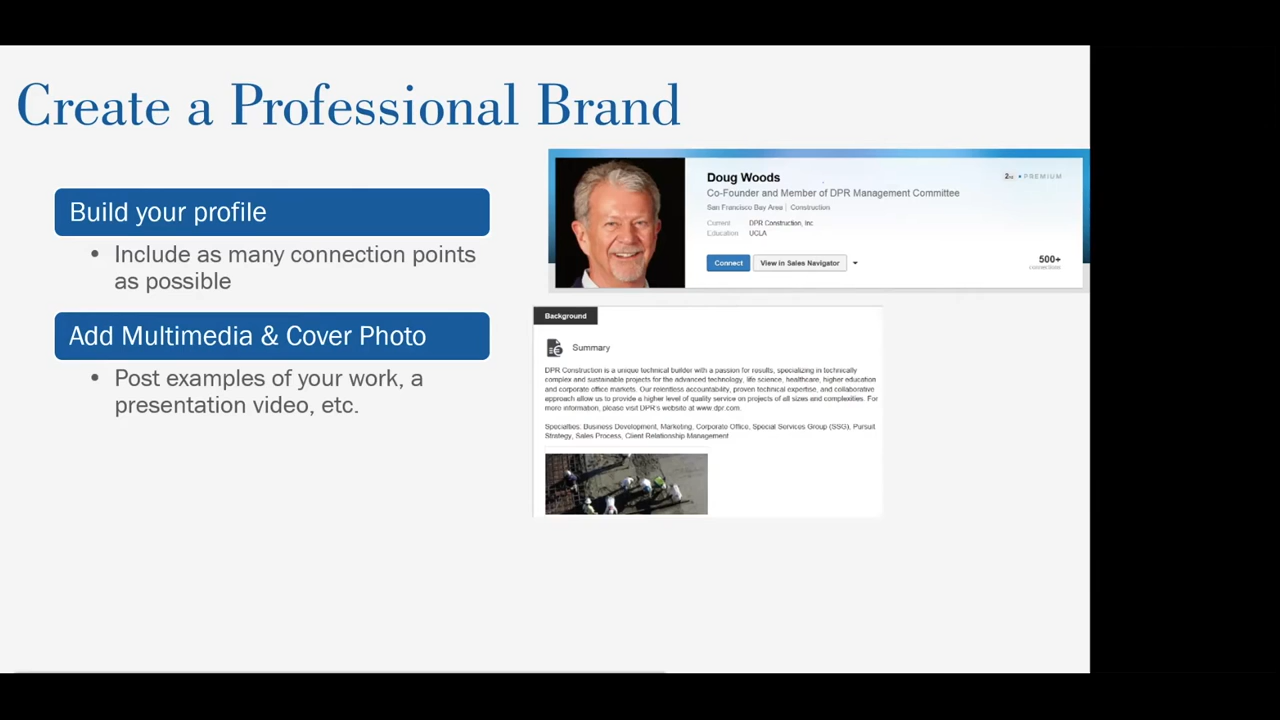 Create a Professional Brand
Build your profile
• Include as many connection points
as possible
Add Multimedia & Cover Photo
• Post examples of your work, a
presentation video, etc.
Doug Woods
2nd • PREMIUM
Co-Founder and Member of DPR Management Committee
San Francisco Bay Area | Construction
Current DPR Construction, Inc.
Education UCLA
Connect View in Sales Navigator
500+
connections
Background
Summary
DPR Construction is a unique technical builder with a passion for results, specializing in technically
complex and sustainable projects for the advanced technology, life science, healthcare, higher education
and corporate office markets. Our relentless accountability, proven technical expertise, and collaborative
approach allow us to provide a higher level of quality service on projects of all sizes and complexities. For
more information, please visit DPR's website at www.dpr.com.
Specialties: Business Development, Marketing, Corporate Office, Special Services Group (SSG), Pursuit
Strategy, Sales Process, Client Relationship Management